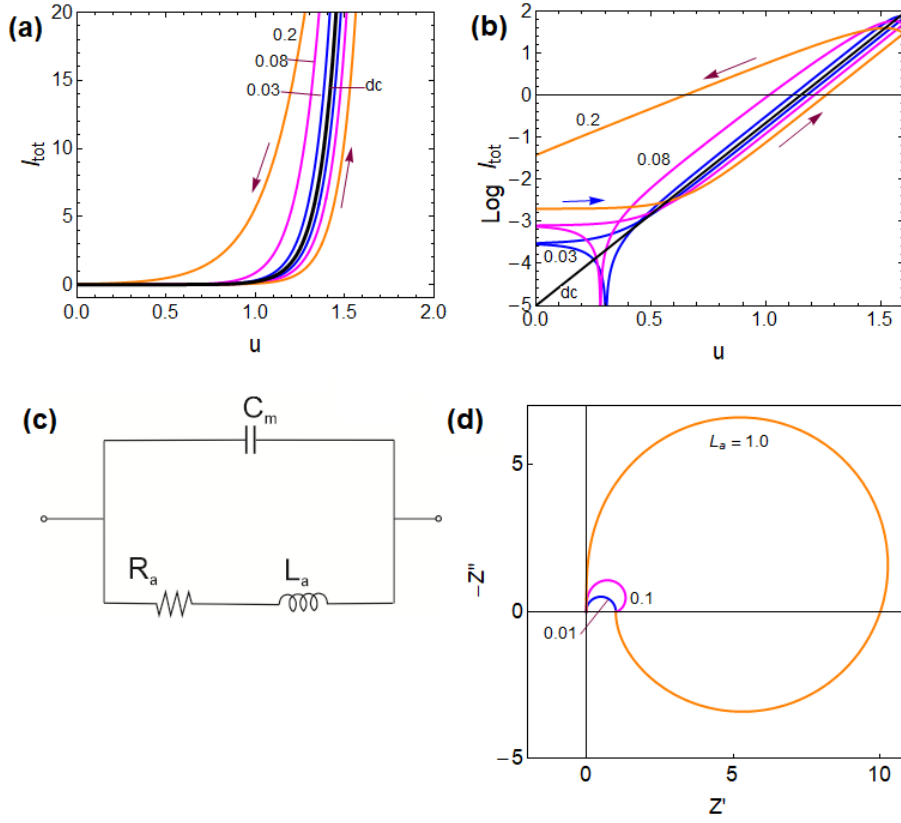 (a)
20
15
10
5
0
I_tot
0.2
0.08
0.03
dc
0.0 0.5 1.0 1.5 2.0
u
(b)
2
1
0
-1
-2
-3
-4
-5
Log I_tot
0.2
0.08
0.03
dc
0.0 0.5 1.0 1.5
u
(c)
C_m
R_a
L_a
(d)
5
0
-5
-Z''
L_a = 1.0
0.1
0.01
0 5 10
Z'